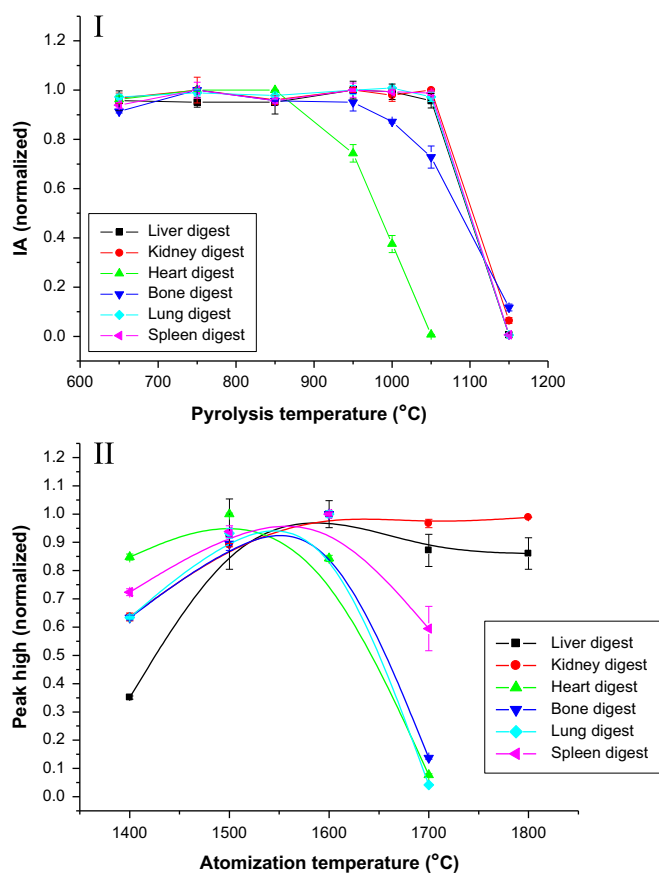 I
1.2
1.0
0.8
0.6
0.4
0.2
0.0
IA (normalized)
Liver digest
Kidney digest
Heart digest
Bone digest
Lung digest
Spleen digest
600 700 800 900 1000 1100 1200
Pyrolysis temperature (°C)
II
1.2
1.1
1.0
0.9
0.8
0.7
0.6
0.5
0.4
0.3
0.2
0.1
0.0
Peak high (normalized)
Liver digest
Kidney digest
Heart digest
Bone digest
Lung digest
Spleen digest
1400 1500 1600 1700 1800
Atomization temperature (°C)